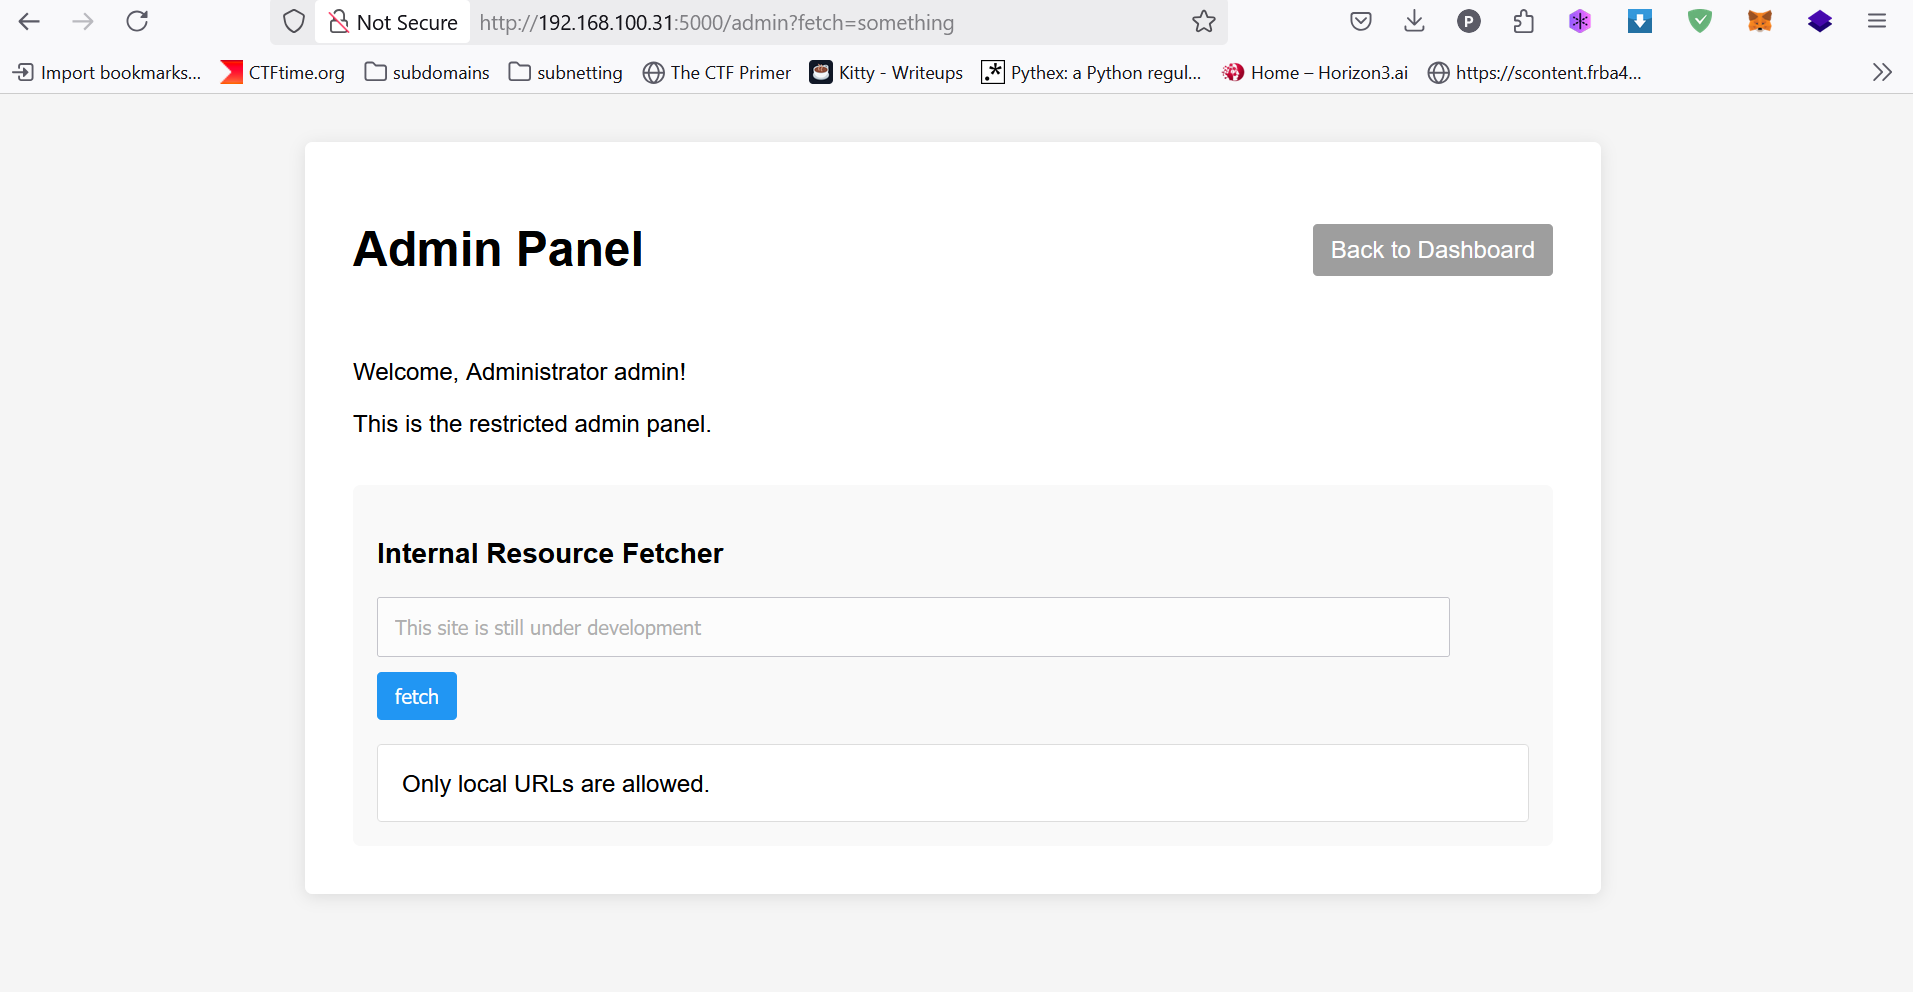 Not Secure http://192.168.100.31:5000/admin?fetch=something P
Import bookmarks... CTFtime.org subdomains subnetting The CTF Primer Kitty - Writeups .* Pythex: a Python regul... Home – Horizon3.ai https://scontent.frba4...
Admin Panel
Back to Dashboard
Welcome, Administrator admin!
This is the restricted admin panel.
Internal Resource Fetcher
This site is still under development
fetch
Only local URLs are allowed.